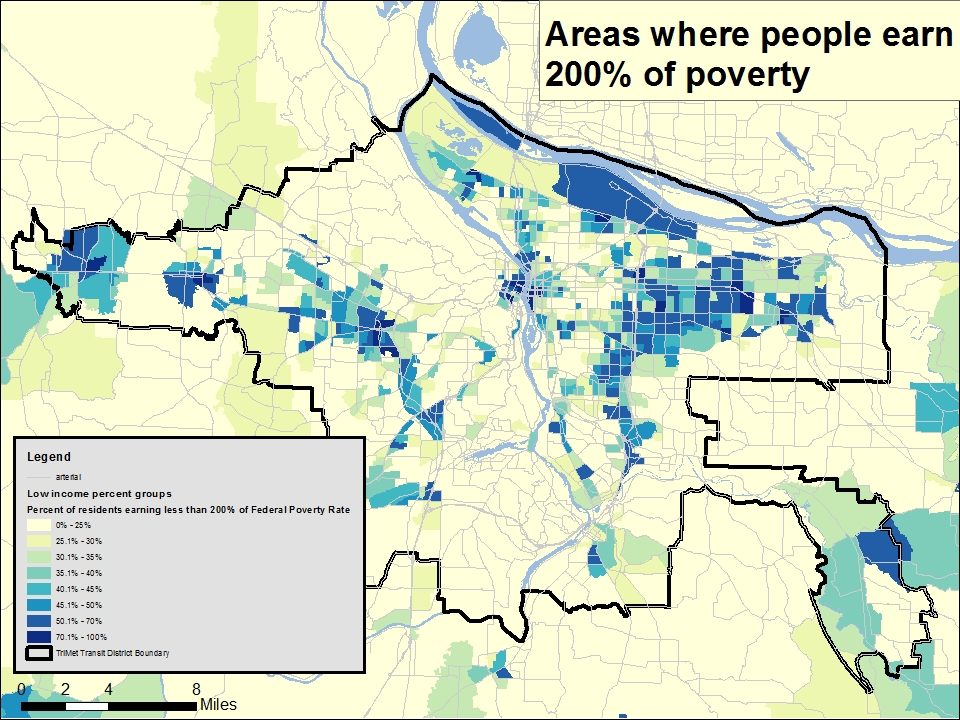 Areas where people earn
200% of poverty
Legend
arterial
Low income percent groups
Percent of residents earning less than 200% of Federal Poverty Rate
0% - 25%
25.1% - 30%
30.1% - 35%
35.1% - 40%
40.1% - 45%
45.1% - 50%
50.1% - 70%
70.1% - 100%
TriMet Transit District Boundary
0 2 4 8
Miles